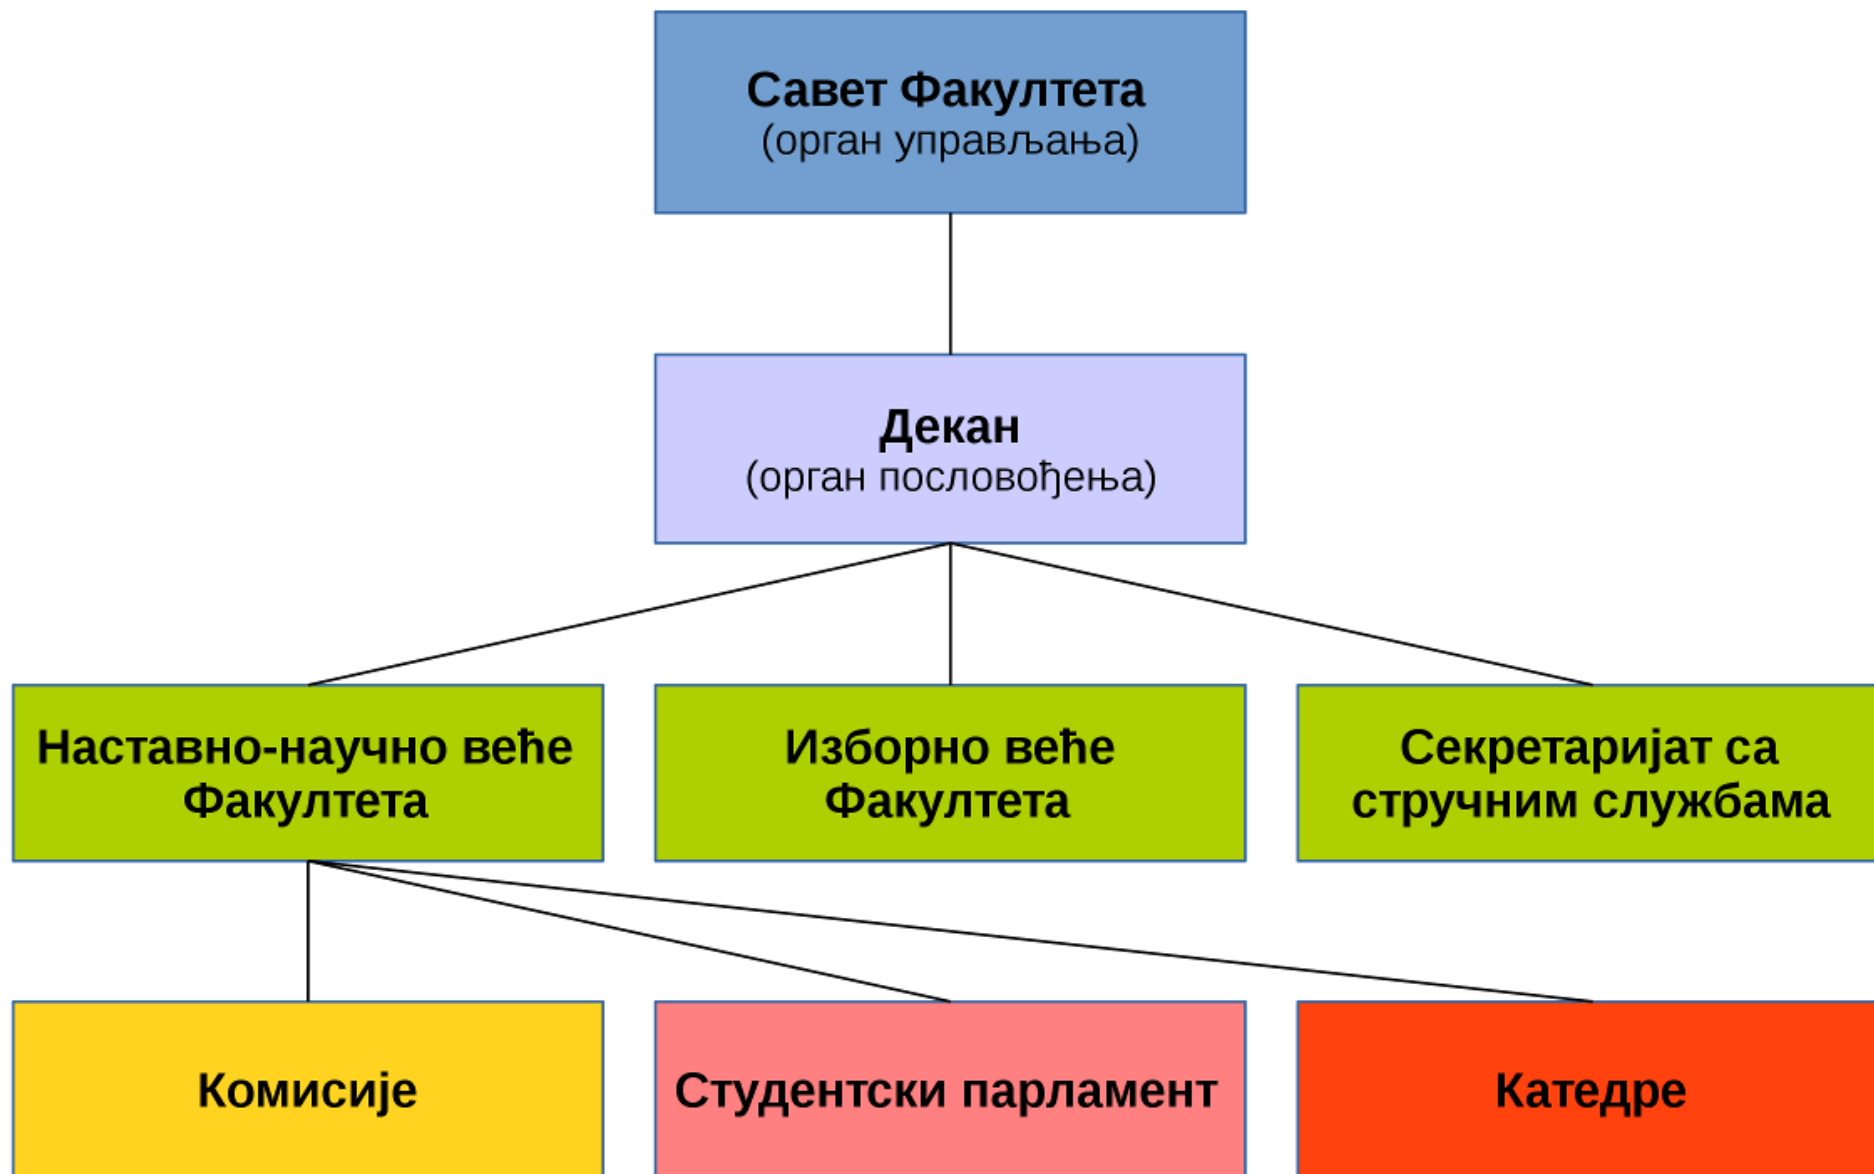 Савет Факултета
(орган управљања)
Декан
(орган пословођења)
Наставно-научно веће
Факултета
Изборно веће
Факултета
Секретаријат са
стручним службама
Комисије
Студентски парламент
Катедре